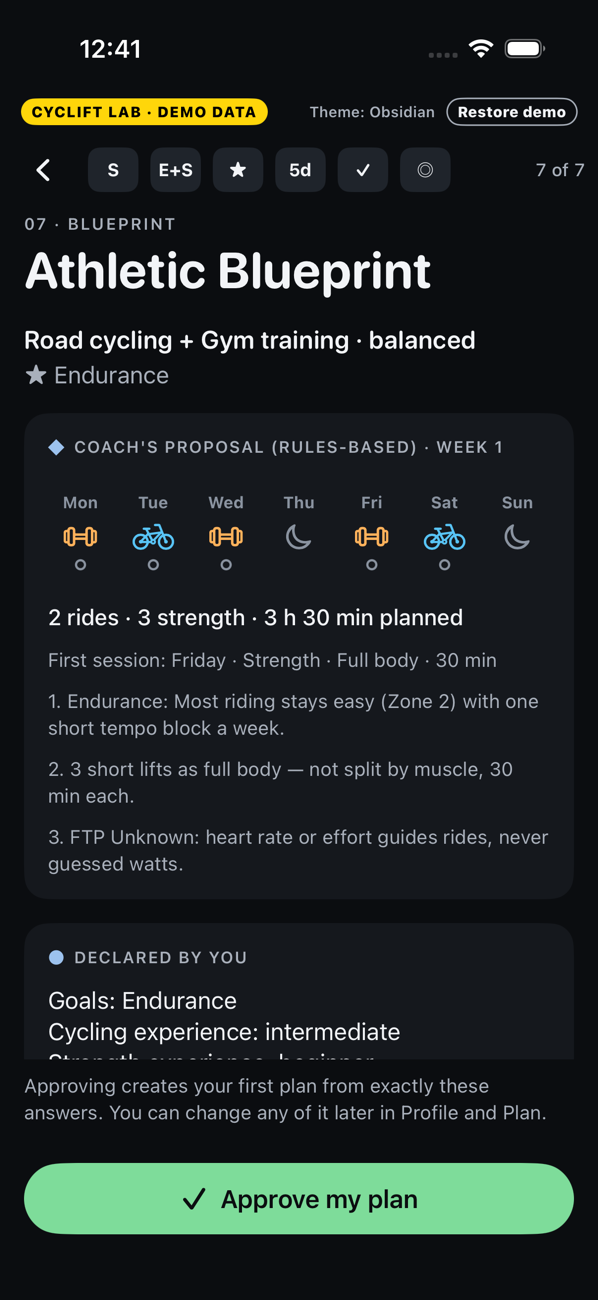 12:41
CYCLIFT LAB · DEMO DATA
Theme: Obsidian
Restore demo
S
E+S
5d
7 of 7
07 · BLUEPRINT
Athletic Blueprint
Road cycling + Gym training · balanced
Endurance
COACH'S PROPOSAL (RULES-BASED) · WEEK 1
Mon Tue Wed Thu Fri Sat Sun
2 rides · 3 strength · 3 h 30 min planned
First session: Friday · Strength · Full body · 30 min
1. Endurance: Most riding stays easy (Zone 2) with one
short tempo block a week.
2. 3 short lifts as full body — not split by muscle, 30
min each.
3. FTP Unknown: heart rate or effort guides rides, never
guessed watts.
DECLARED BY YOU
Goals: Endurance
Cycling experience: intermediate
Strength experience: beginner
Approving creates your first plan from exactly these
answers. You can change any of it later in Profile and Plan.
Approve my plan